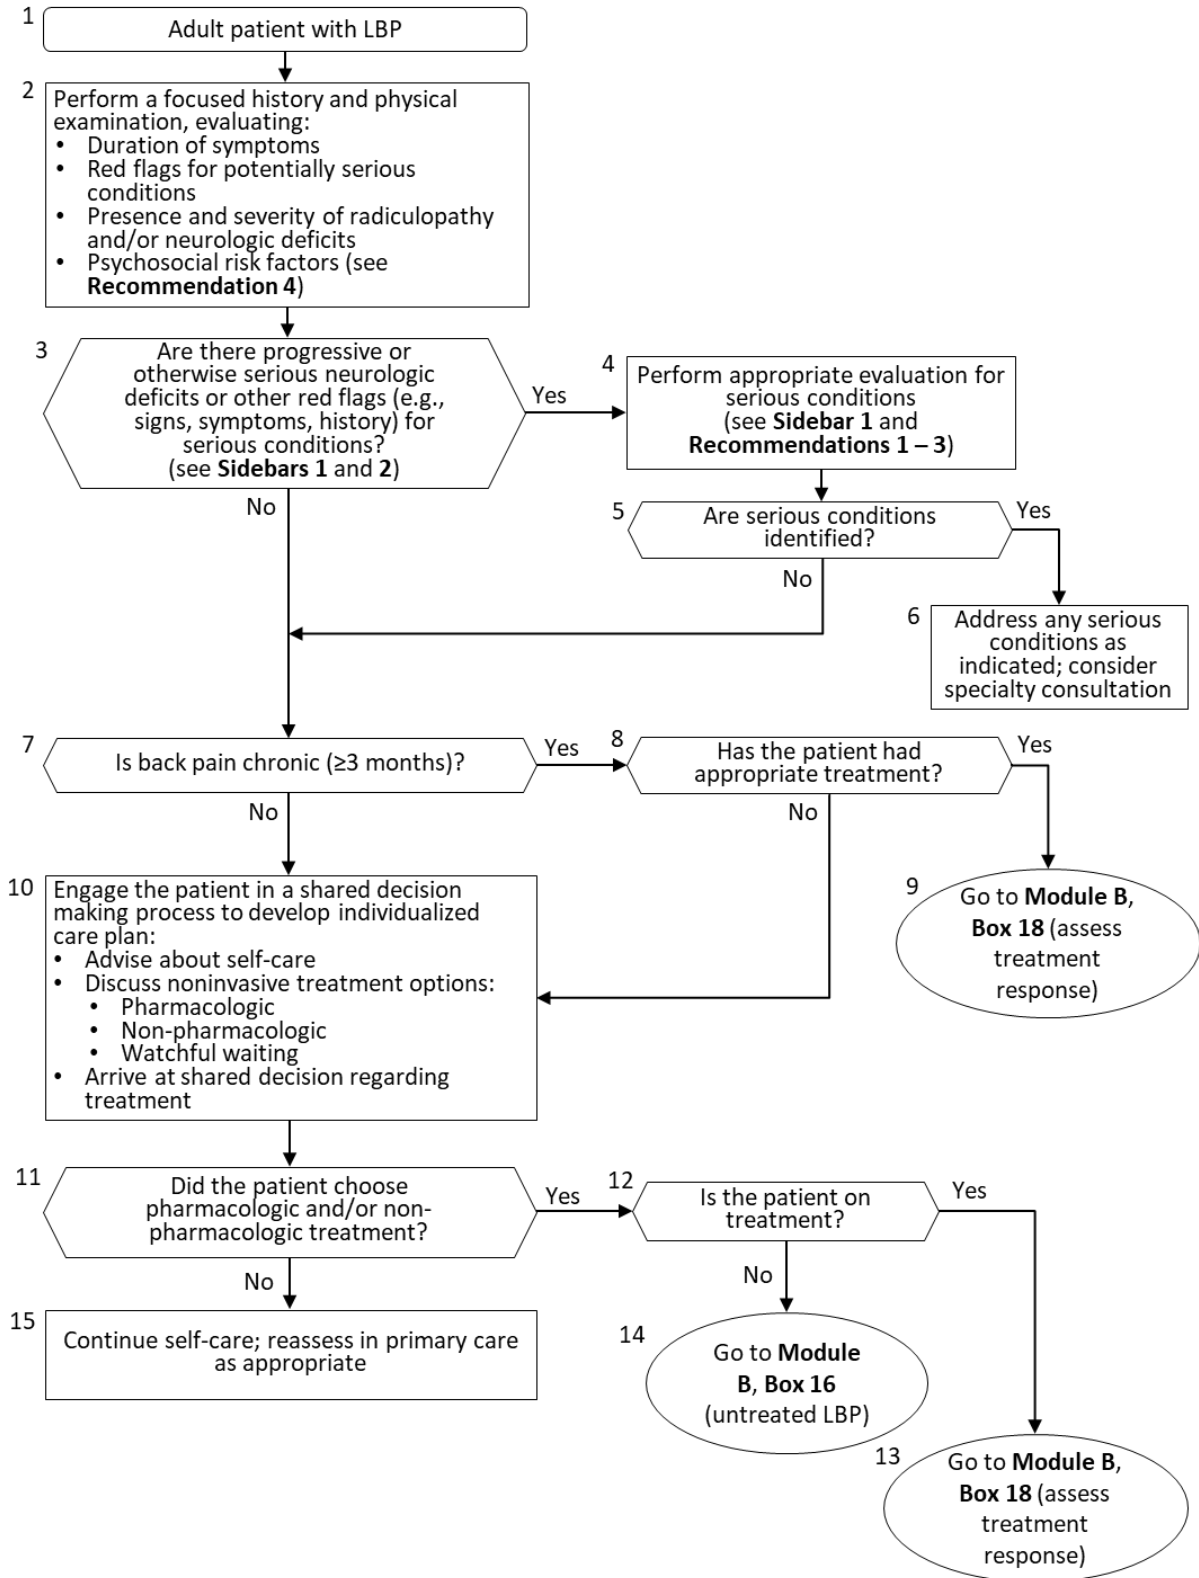 1
Adult patient with LBP
2
Perform a focused history and physical
examination, evaluating:
• Duration of symptoms
• Red flags for potentially serious
conditions
• Presence and severity of radiculopathy
and/or neurologic deficits
• Psychosocial risk factors (see
Recommendation 4)
3
Are there progressive or
otherwise serious neurologic
deficits or other red flags (e.g.,
signs, symptoms, history) for
serious conditions?
(see Sidebars 1 and 2)
Yes
No
4
Perform appropriate evaluation for
serious conditions
(see Sidebar 1 and
Recommendations 1 – 3)
5
Are serious conditions
identified?
Yes
No
6
Address any serious
conditions as
indicated; consider
specialty consultation
7
Is back pain chronic (≥3 months)?
Yes
No
8
Has the patient had
appropriate treatment?
Yes
No
9
Go to Module B,
Box 18 (assess
treatment
response)
10
Engage the patient in a shared decision
making process to develop individualized
care plan:
• Advise about self-care
• Discuss noninvasive treatment options:
• Pharmacologic
• Non-pharmacologic
• Watchful waiting
• Arrive at shared decision regarding
treatment
11
Did the patient choose
pharmacologic and/or non-
pharmacologic treatment?
Yes
No
12
Is the patient on
treatment?
Yes
No
15
Continue self-care; reassess in primary care
as appropriate
14
Go to Module
B, Box 16
(untreated LBP)
13
Go to Module B,
Box 18 (assess
treatment
response)